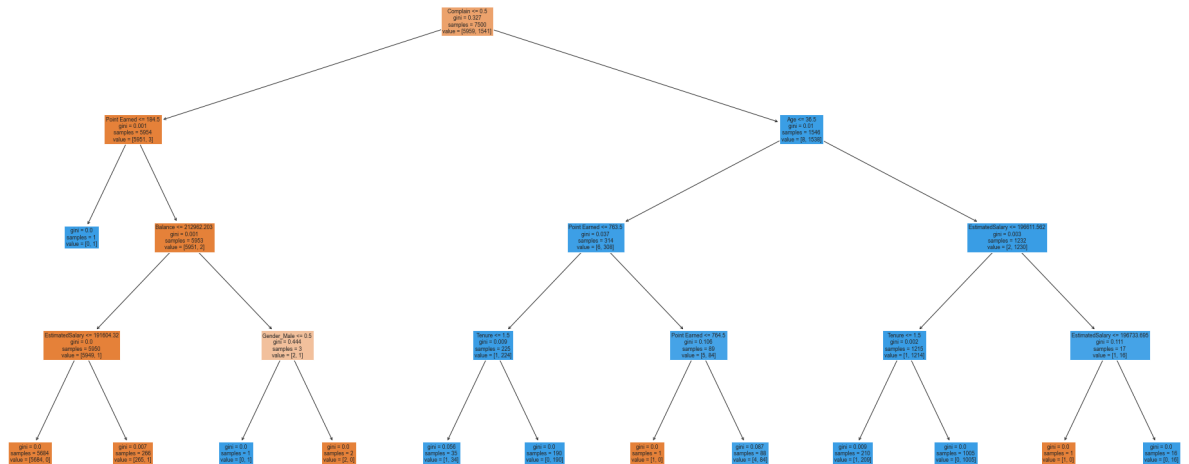 Complain <= 0.5
gini = 0.327
samples = 7500
value = [5959, 1541]
Point Earned <= 184.5
gini = 0.001
samples = 5954
value = [5951, 3]
Age <= 36.5
gini = 0.01
samples = 1546
value = [8, 1538]
gini = 0.0
samples = 1
value = [0, 1]
Balance <= 212982.203
gini = 0.001
samples = 5953
value = [5951, 2]
Point Earned <= 763.5
gini = 0.037
samples = 314
value = [6, 308]
EstimatedSalary <= 196611.562
gini = 0.003
samples = 1232
value = [2, 1230]
EstimatedSalary <= 191604.32
gini = 0.0
samples = 5950
value = [5949, 1]
Gender_Male <= 0.5
gini = 0.444
samples = 3
value = [2, 1]
Tenure <= 1.5
gini = 0.009
samples = 225
value = [1, 224]
Point Earned <= 764.5
gini = 0.106
samples = 89
value = [5, 84]
Tenure <= 1.5
gini = 0.002
samples = 1215
value = [1, 1214]
EstimatedSalary <= 196733.695
gini = 0.111
samples = 17
value = [1, 16]
gini = 0.0
samples = 5684
value = [5684, 0]
gini = 0.007
samples = 266
value = [265, 1]
gini = 0.0
samples = 1
value = [0, 1]
gini = 0.0
samples = 2
value = [2, 0]
gini = 0.056
samples = 35
value = [1, 34]
gini = 0.0
samples = 190
value = [0, 190]
gini = 0.0
samples = 1
value = [1, 0]
gini = 0.087
samples = 88
value = [4, 84]
gini = 0.009
samples = 210
value = [1, 209]
gini = 0.0
samples = 1005
value = [0, 1005]
gini = 0.0
samples = 1
value = [1, 0]
gini = 0.0
samples = 16
value = [0, 16]